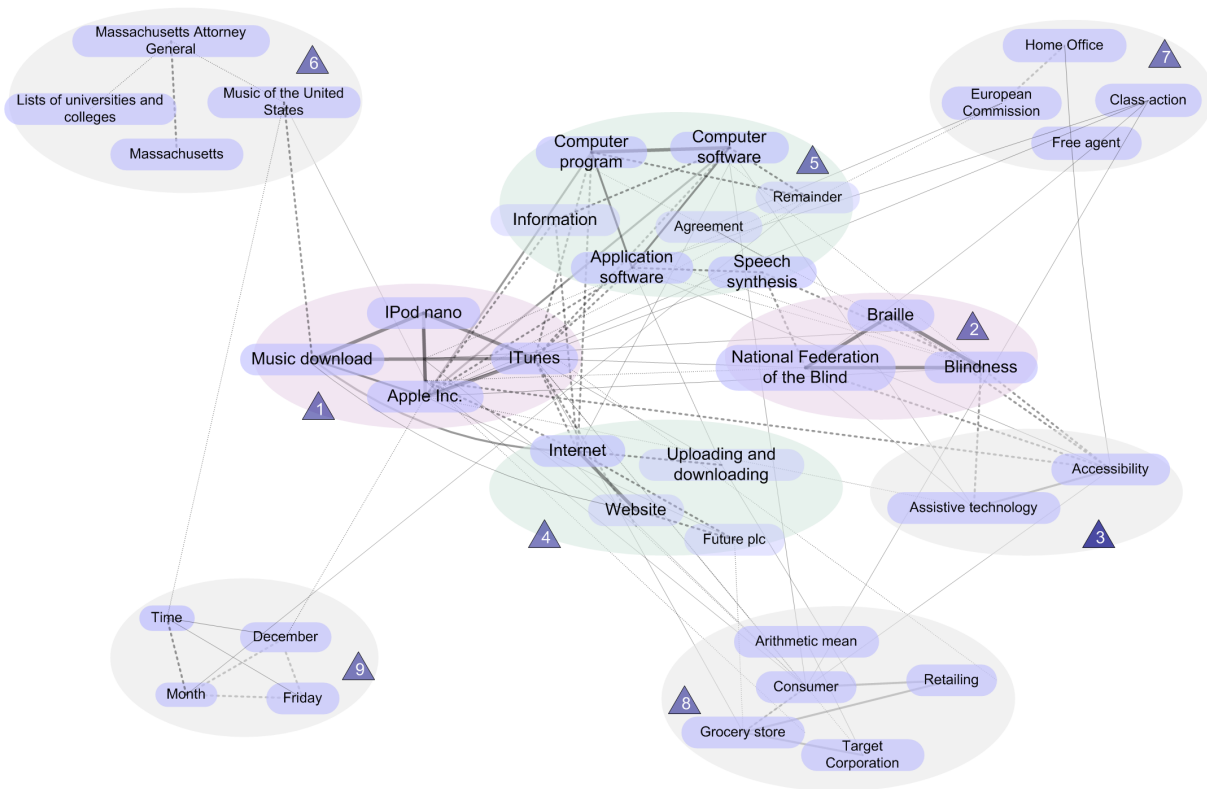 Massachusetts Attorney
General
6
Lists of universities and
colleges
Music of the United
States
Massachusetts
Home Office
7
European
Commission
Class action
Free agent
Computer
program
Computer
software
5
Remainder
Information
Agreement
Application
software
Speech
synthesis
IPod nano
Music download
ITunes
Apple Inc.
1
Braille
2
National Federation
of the Blind
Blindness
Internet
Uploading and
downloading
Website
Future plc
4
Accessibility
Assistive technology
3
Time
December
Month
Friday
9
Arithmetic mean
Consumer
Retailing
8
Grocery store
Target
Corporation